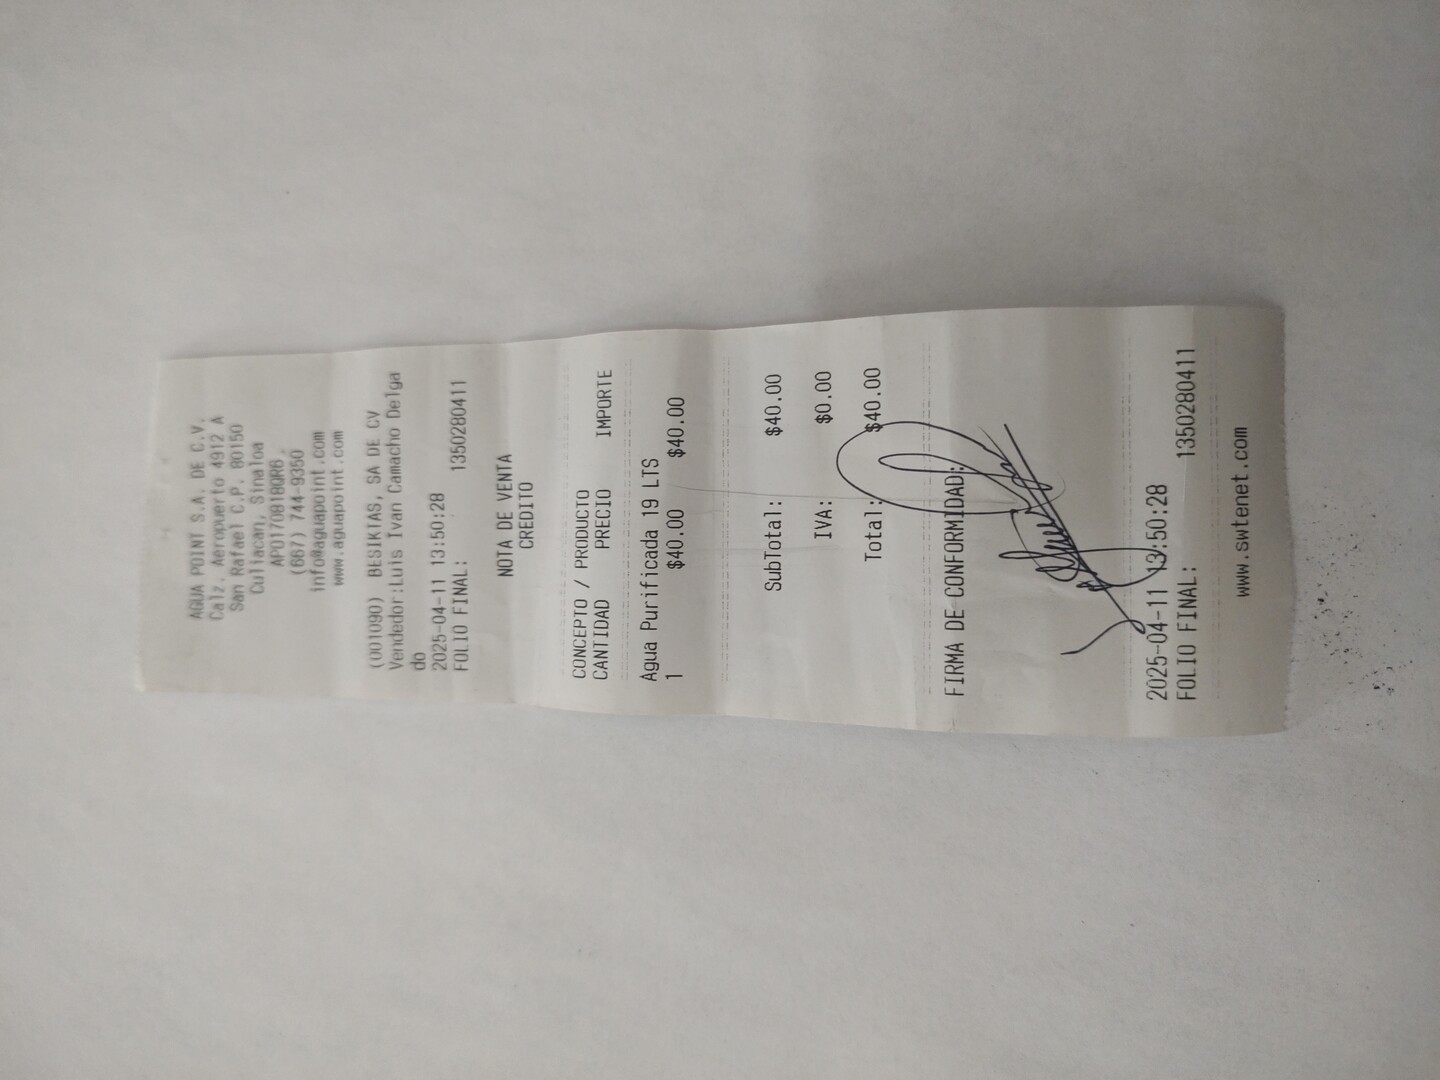 AGUA POINT S.A. DE C.V.
Calz. Aeropuerto 4912 A
San Rafael C.P. 80150
Culiacan, Sinaloa
APO170818QR6
(667) 744-9350
info@aguapoint.com
www.aguapoint.com
(001090) BESIKTAS, SA DE CV
Vendedor:Luis Ivan Camacho Delga
do
2025-04-11 13:50:28
FOLIO FINAL: 1350280411
NOTA DE VENTA
CREDITO
CONCEPTO / PRODUCTO
CANTIDAD PRECIO IMPORTE
Agua Purificada 19 LTS
1 $40.00 $40.00
SubTotal: $40.00
IVA: $0.00
Total: $40.00
FIRMA DE CONFORMIDAD:
2025-04-11 13:50:28
FOLIO FINAL: 1350280411
www.swtenet.com